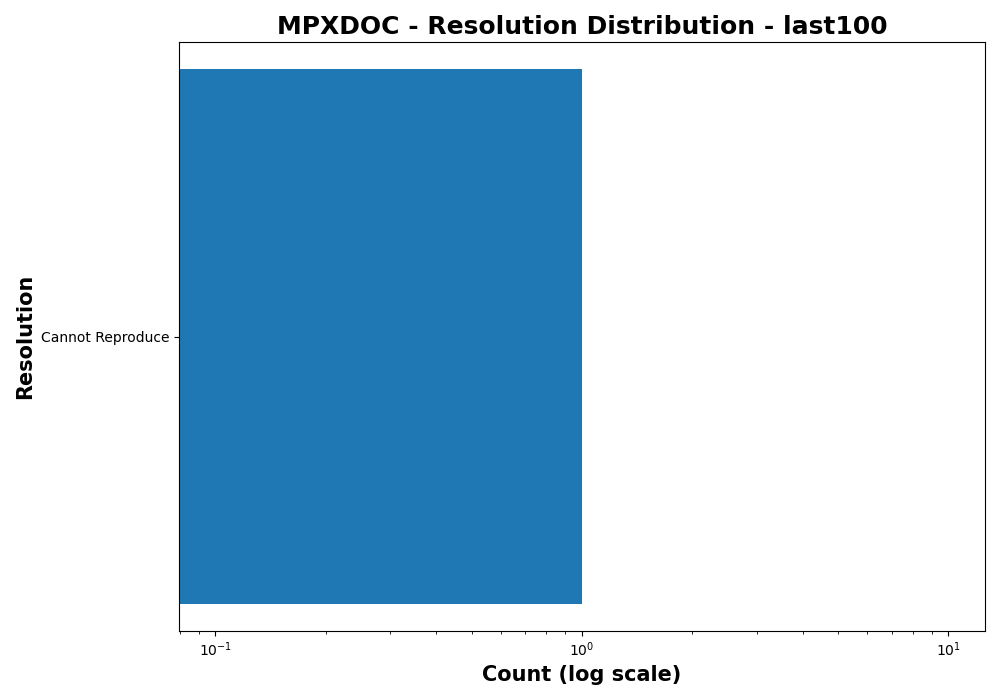 MPXDOC - Resolution Distribution - last100
Resolution
Cannot Reproduce
10⁻¹ 10⁰ 10¹
Count (log scale)